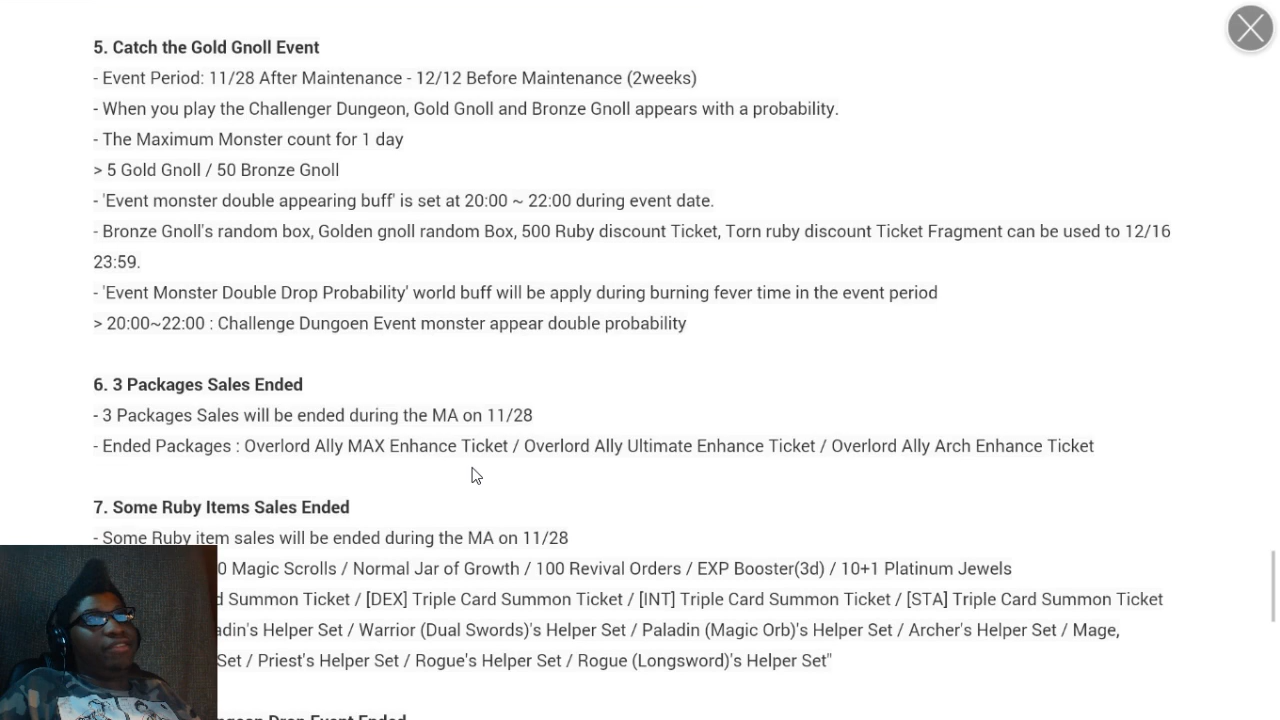 5. Catch the Gold Gnoll Event
- Event Period: 11/28 After Maintenance - 12/12 Before Maintenance (2weeks)
- When you play the Challenger Dungeon, Gold Gnoll and Bronze Gnoll appears with a probability.
- The Maximum Monster count for 1 day
> 5 Gold Gnoll / 50 Bronze Gnoll
- 'Event monster double appearing buff' is set at 20:00 ~ 22:00 during event date.
- Bronze Gnoll's random box, Golden gnoll random Box, 500 Ruby discount Ticket, Torn ruby discount Ticket Fragment can be used to 12/16
23:59.
- 'Event Monster Double Drop Probability' world buff will be apply during burning fever time in the event period
> 20:00~22:00 : Challenge Dungoen Event monster appear double probability
6. 3 Packages Sales Ended
- 3 Packages Sales will be ended during the MA on 11/28
- Ended Packages : Overlord Ally MAX Enhance Ticket / Overlord Ally Ultimate Enhance Ticket / Overlord Ally Arch Enhance Ticket
7. Some Ruby Items Sales Ended
- Some Ruby item sales will be ended during the MA on 11/28
0 Magic Scrolls / Normal Jar of Growth / 100 Revival Orders / EXP Booster(3d) / 10+1 Platinum Jewels
d Summon Ticket / [DEX] Triple Card Summon Ticket / [INT] Triple Card Summon Ticket / [STA] Triple Card Summon Ticket
adin's Helper Set / Warrior (Dual Swords)'s Helper Set / Paladin (Magic Orb)'s Helper Set / Archer's Helper Set / Mage,
Set / Priest's Helper Set / Rogue's Helper Set / Rogue (Longsword)'s Helper Set"
Drop Event Ended